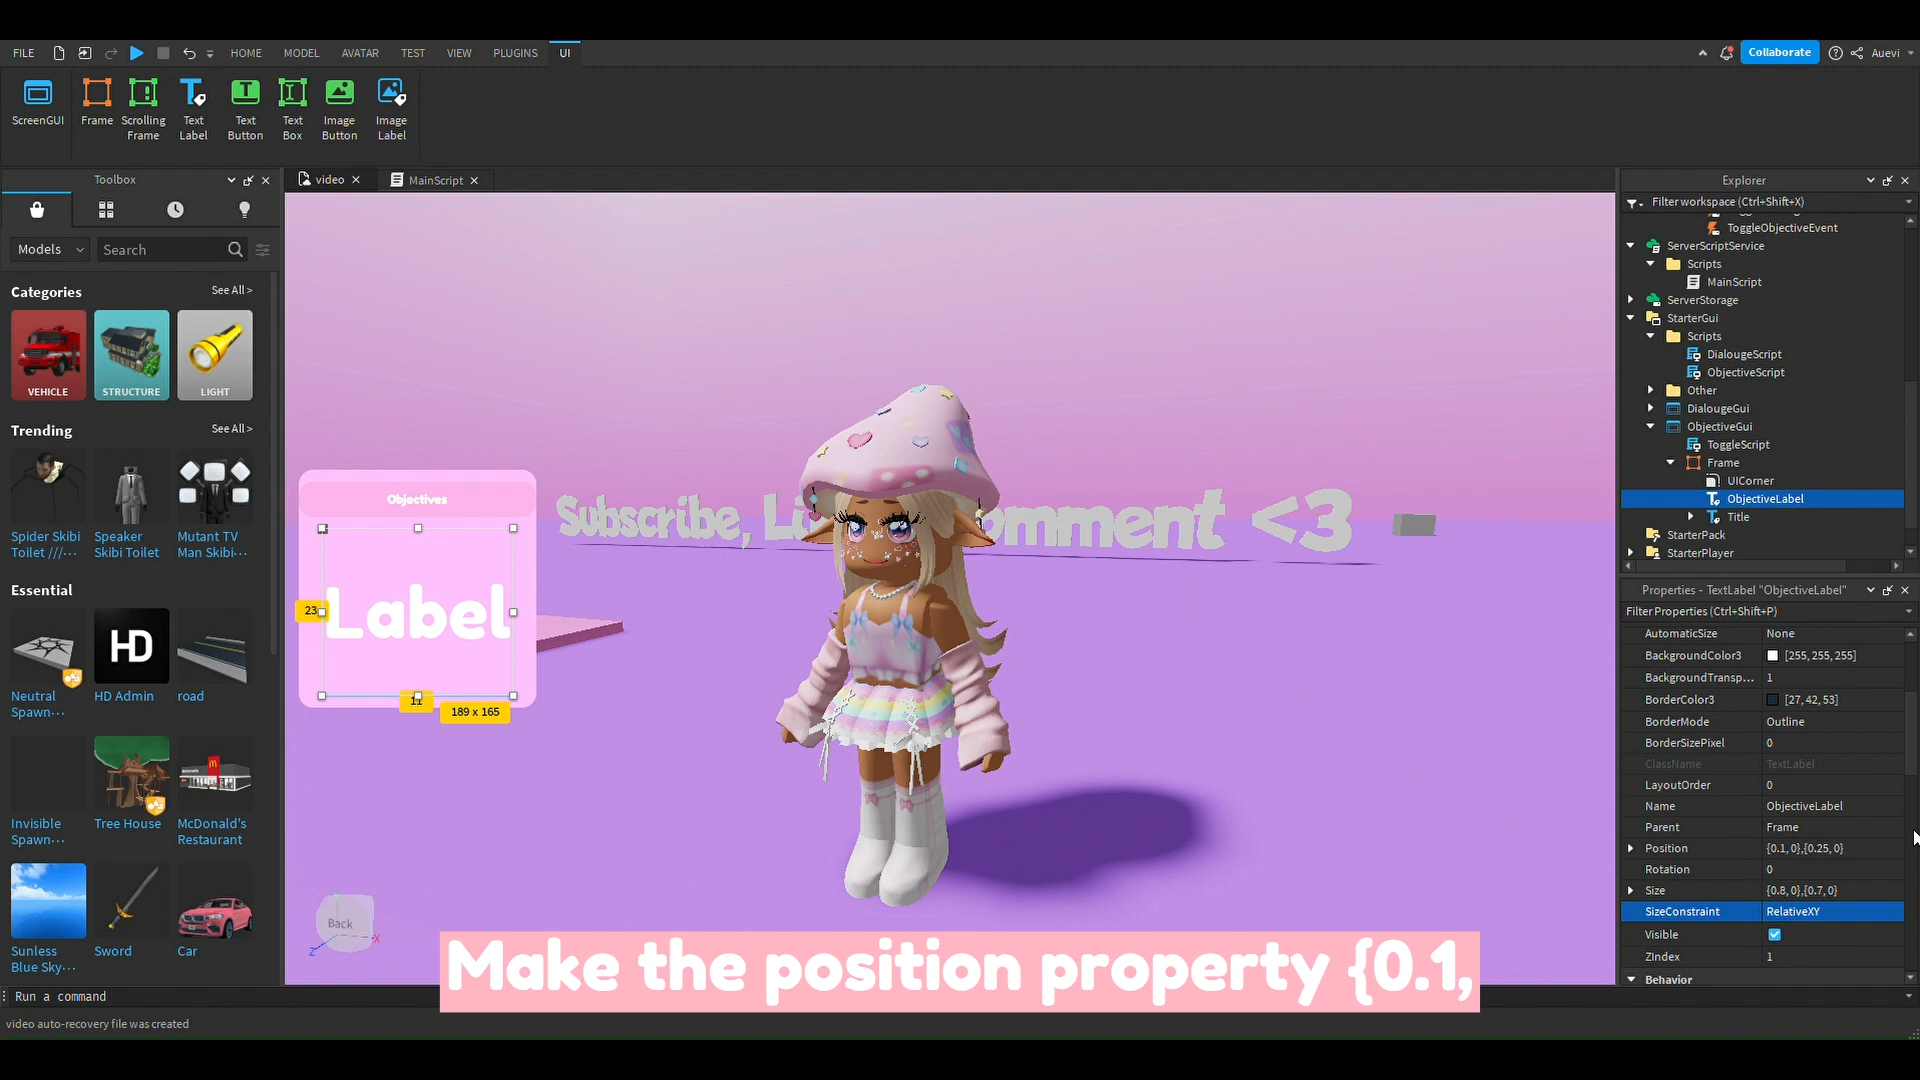 FILE HOME MODEL AVATAR TEST VIEW PLUGINS UI Collaborate Auevi
ScreenGUI Frame Scrolling Frame Text Label Text Button Text Box Image Button Image Label
Toolbox
Models Search
Categories See All >
VEHICLE STRUCTURE LIGHT
Trending See All >
Spider Skibi Toilet ///···
Speaker Skibi Toilet
Mutant TV Man Skibi···
Essential
HD
Neutral Spawn···
HD Admin
road
Invisible Spawn···
Tree House
McDonald's Restaurant
Sunless Blue Sky···
Sword
Car
video MainScript
Objectives
Label
23
11
189 x 165
Subscribe, Li omment <3
Back
X
Z
Make the position property {0.1,
Explorer
Filter workspace (Ctrl+Shift+X)
ToggleObjectiveEvent
ServerScriptService
Scripts
MainScript
ServerStorage
StarterGui
Scripts
DialougeScript
ObjectiveScript
Other
DialougeGui
ObjectiveGui
ToggleScript
Frame
UICorner
ObjectiveLabel
Title
StarterPack
StarterPlayer
Properties - TextLabel "ObjectiveLabel"
Filter Properties (Ctrl+Shift+P)
AutomaticSize None
BackgroundColor3 [255, 255, 255]
BackgroundTransp... 1
BorderColor3 [27, 42, 53]
BorderMode Outline
BorderSizePixel 0
ClassName TextLabel
LayoutOrder 0
Name ObjectiveLabel
Parent Frame
Position {0.1, 0},{0.25, 0}
Rotation 0
Size {0.8, 0},{0.7, 0}
SizeConstraint RelativeXY
Visible
ZIndex 1
Behavior
Run a command
video auto-recovery file was created